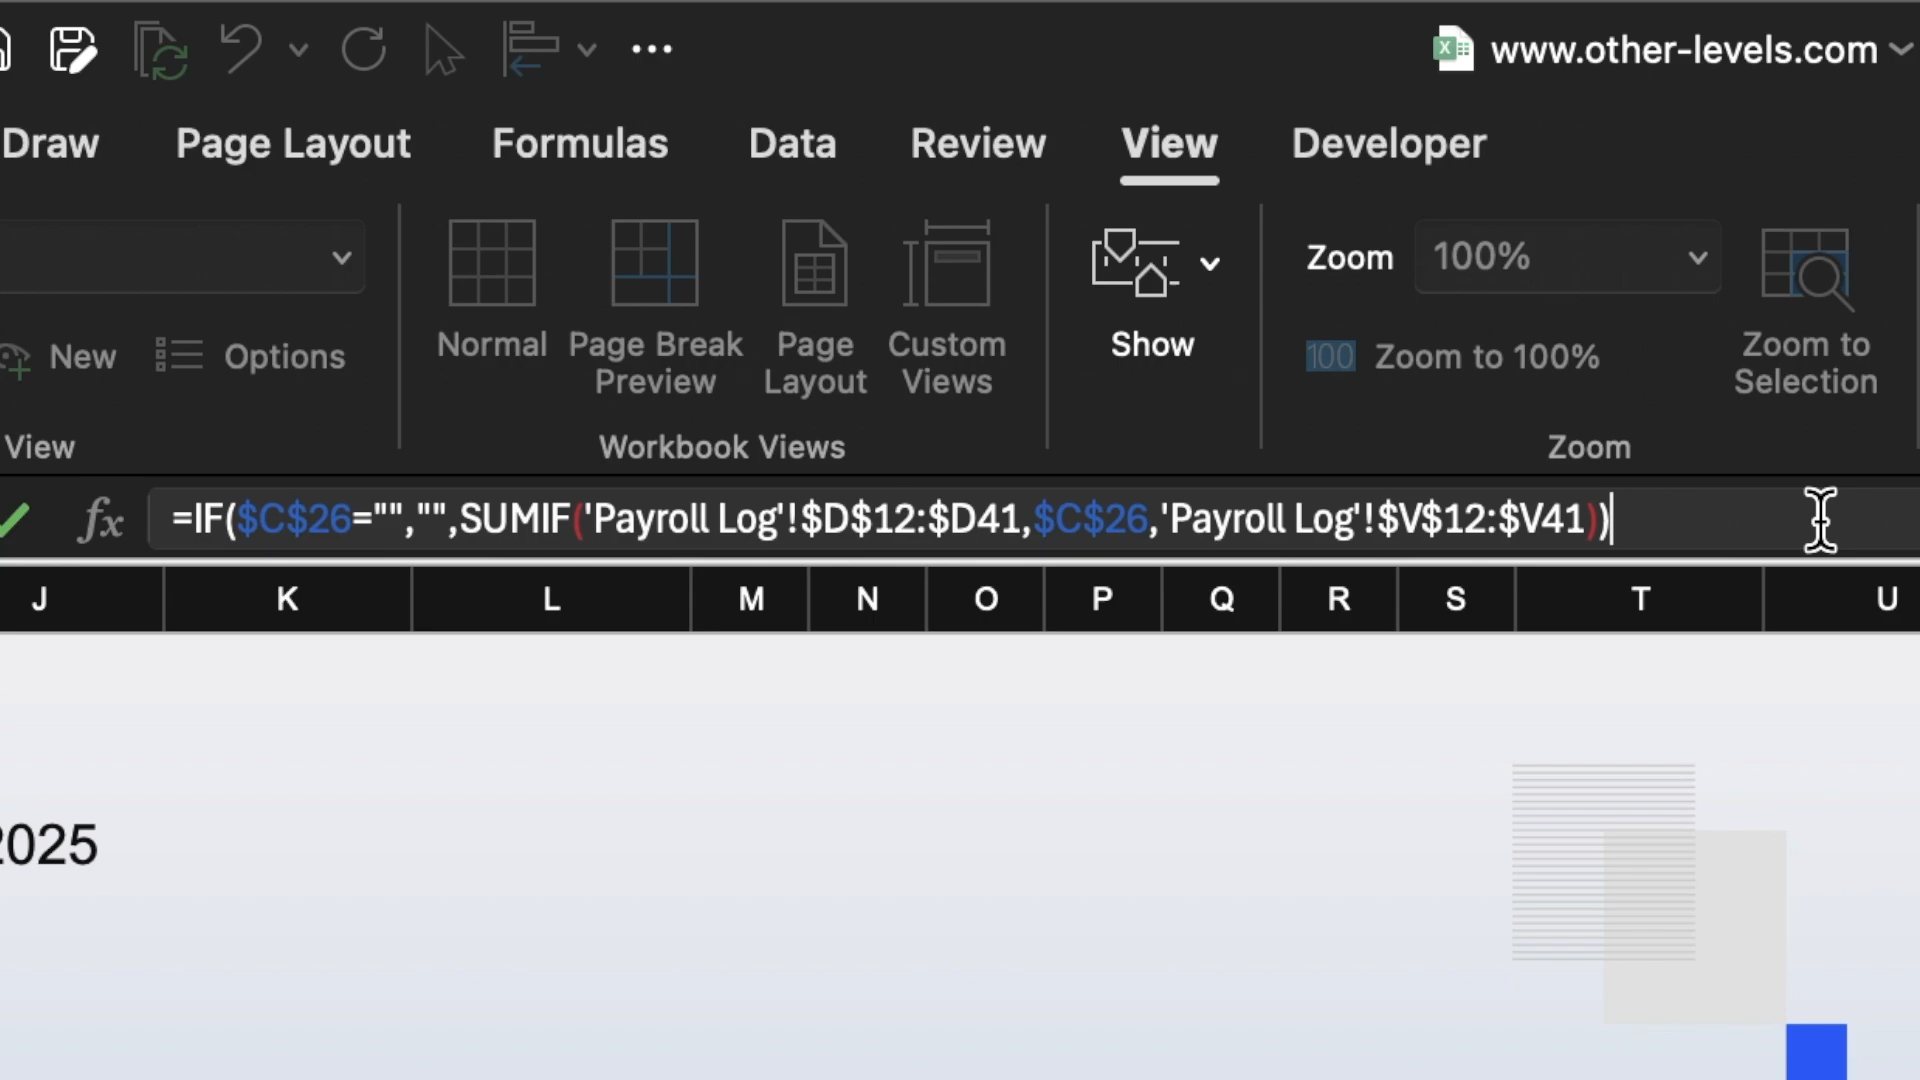 www.other-levels.com
Draw Page Layout Formulas Data Review View Developer
Normal Page Break Preview Page Layout Custom Views Show Zoom 100%
New Options 100 Zoom to 100% Zoom to Selection
View Workbook Views Zoom
fx =IF($C$26="","",SUMIF('Payroll Log'!$D$12:$D41,$C$26,'Payroll Log'!$V$12:$V41))
J K L M N O P Q R S T U
2025